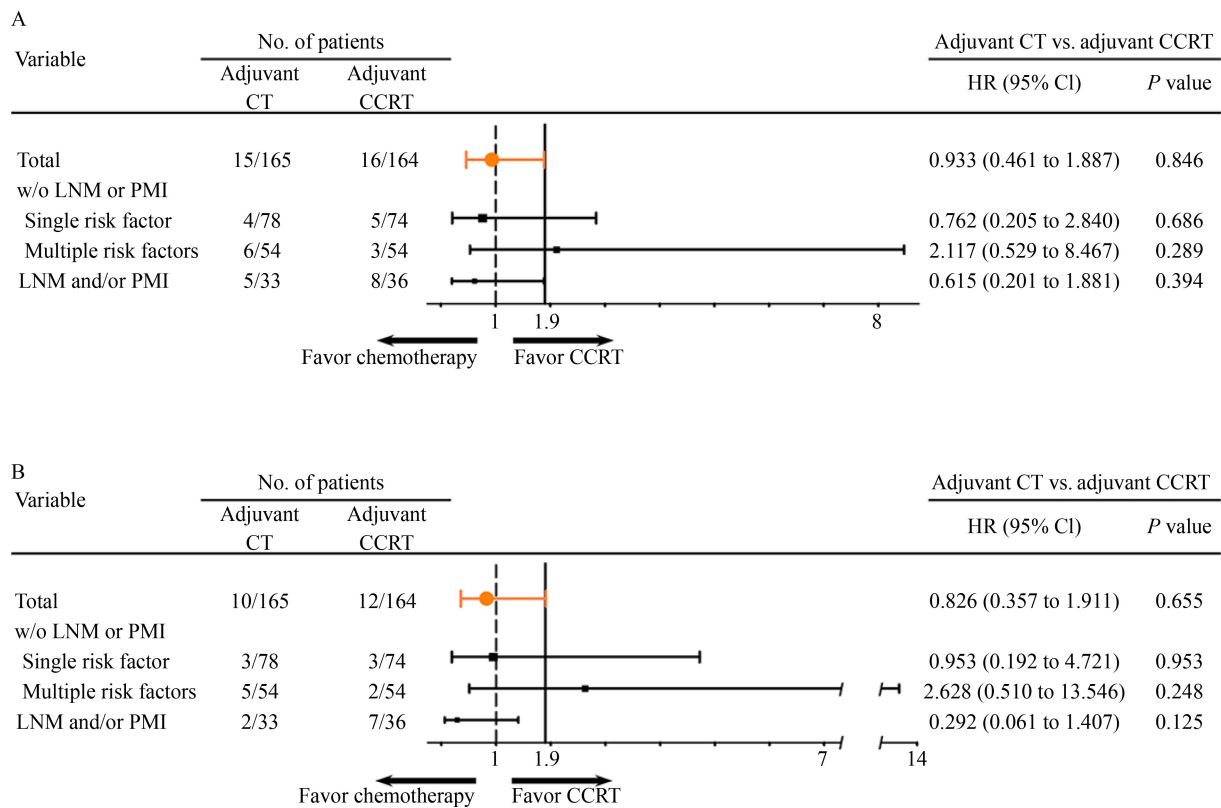 A
Variable No. of patients Adjuvant CT vs. adjuvant CCRT
Adjuvant CT Adjuvant CCRT HR (95% Cl) P value
Total 15/165 16/164 0.933 (0.461 to 1.887) 0.846
w/o LNM or PMI
Single risk factor 4/78 5/74 0.762 (0.205 to 2.840) 0.686
Multiple risk factors 6/54 3/54 2.117 (0.529 to 8.467) 0.289
LNM and/or PMI 5/33 8/36 0.615 (0.201 to 1.881) 0.394
1 1.9 8
Favor chemotherapy Favor CCRT
B
Variable No. of patients Adjuvant CT vs. adjuvant CCRT
Adjuvant CT Adjuvant CCRT HR (95% Cl) P value
Total 10/165 12/164 0.826 (0.357 to 1.911) 0.655
w/o LNM or PMI
Single risk factor 3/78 3/74 0.953 (0.192 to 4.721) 0.953
Multiple risk factors 5/54 2/54 2.628 (0.510 to 13.546) 0.248
LNM and/or PMI 2/33 7/36 0.292 (0.061 to 1.407) 0.125
1 1.9 7 14
Favor chemotherapy Favor CCRT